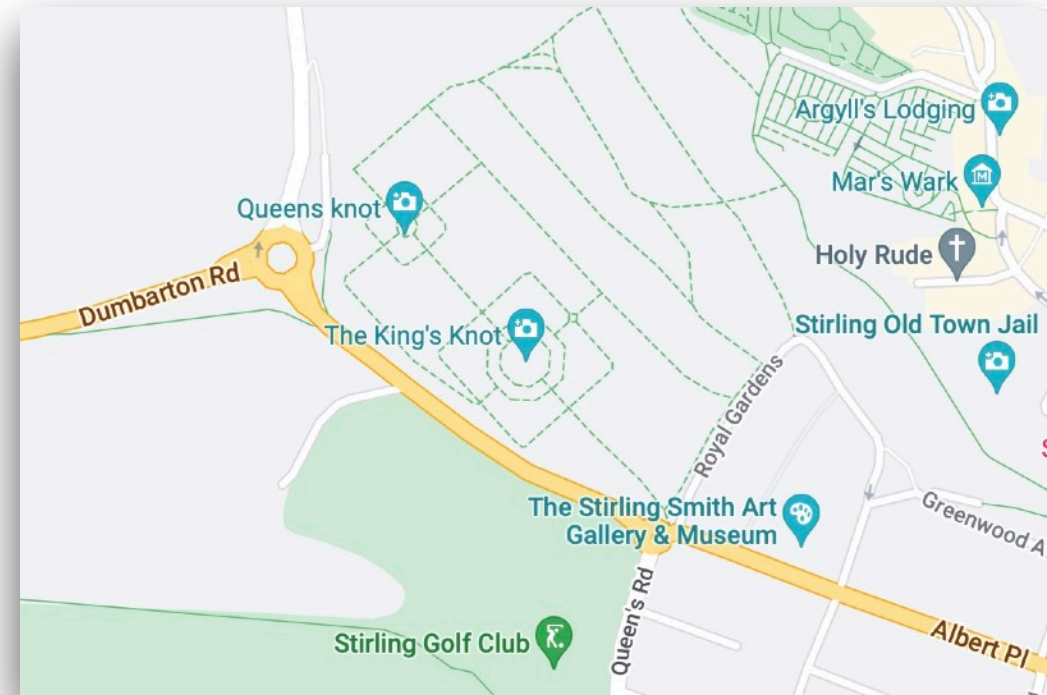 Argyll's Lodging
Mar's Wark
Queens knot
Holy Rude
Dumbarton Rd
The King's Knot
Stirling Old Town Jail
Royal Gardens
S
The Stirling Smith Art
Gallery & Museum
Greenwood A
Queen's Rd
Stirling Golf Club
Albert Pl